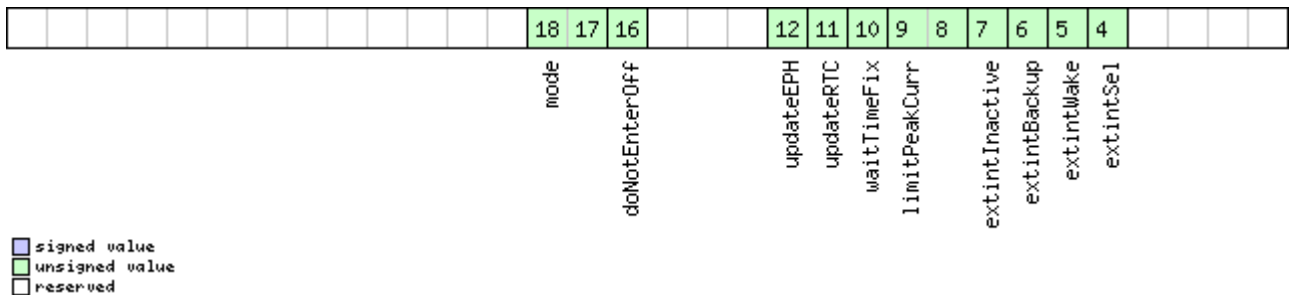 18 17 16 12 11 10 9 8 7 6 5 4
mode
doNotEnterOff
updateEPH
updateRTC
waitTimeFix
limitPeakCurr
extintInactive
extintBackup
extintWake
extintSel
signed value
unsigned value
reserved